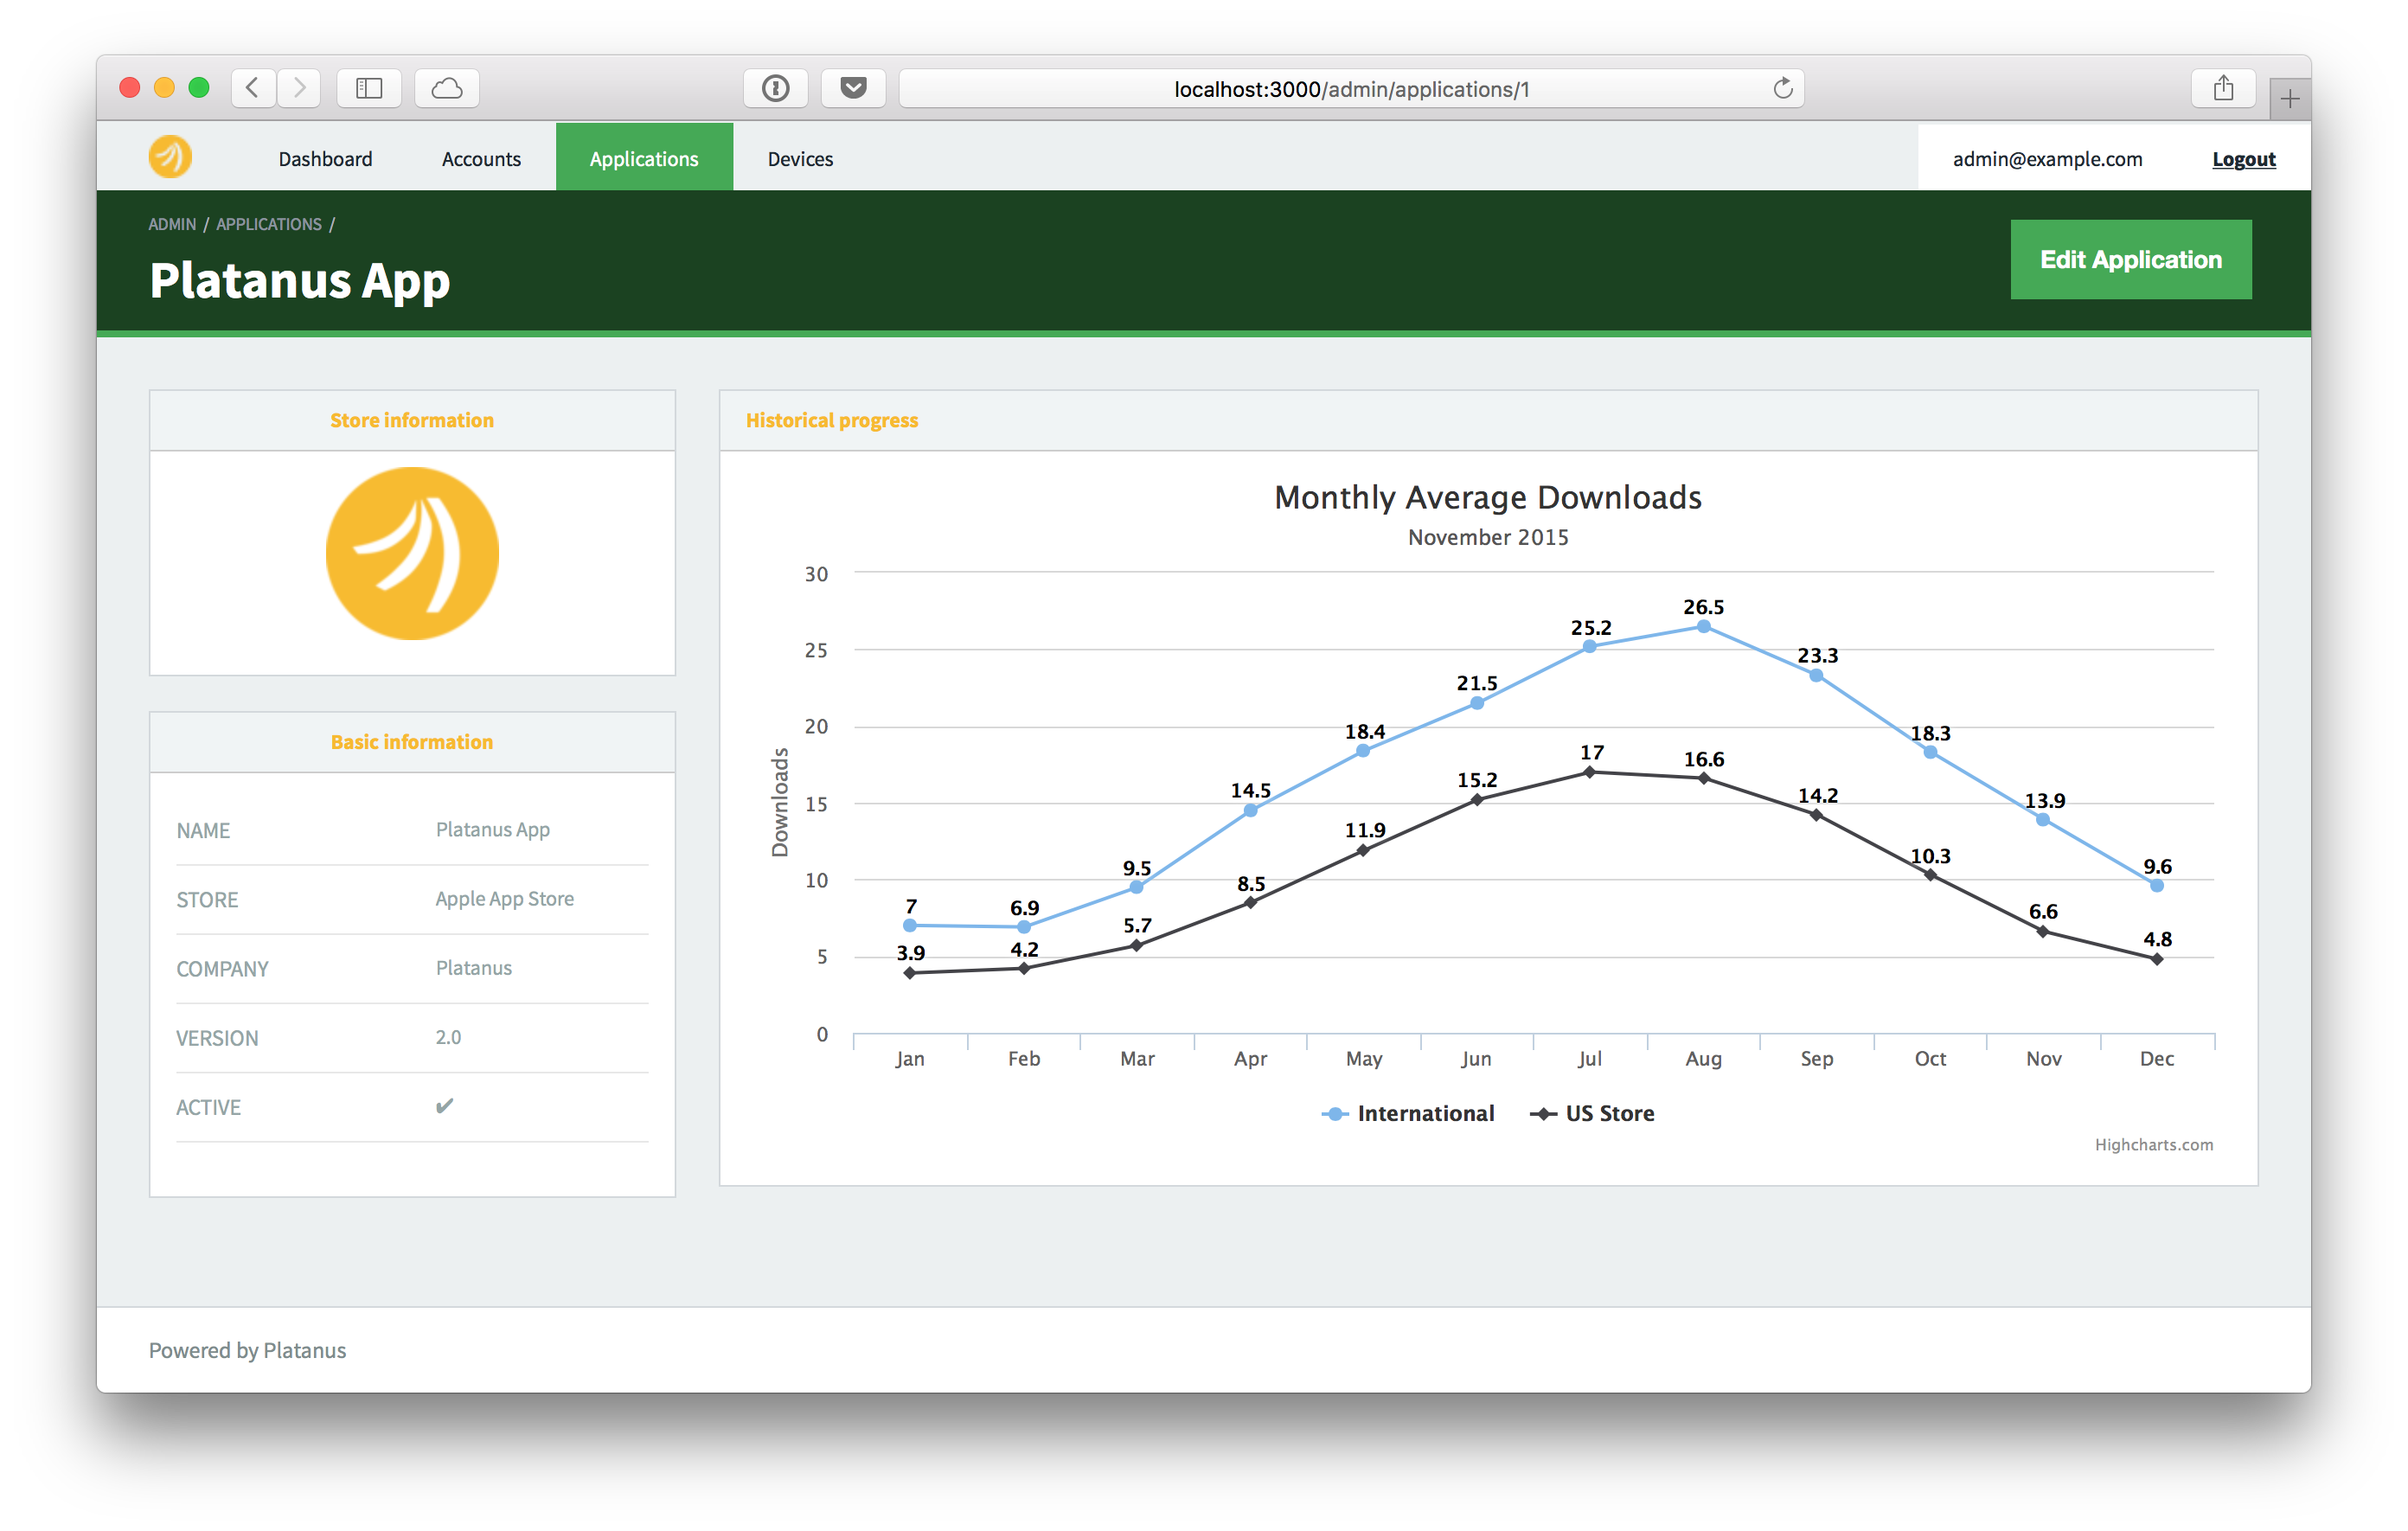 localhost:3000/admin/applications/1
Dashboard Accounts Applications Devices admin@example.com Logout
ADMIN / APPLICATIONS /
Platanus App
Edit Application
Store information
Basic information
NAME Platanus App
STORE Apple App Store
COMPANY Platanus
VERSION 2.0
ACTIVE ✔
Historical progress
Monthly Average Downloads
November 2015
Downloads
30
25
20
15
10
5
0
7 6.9 9.5 14.5 18.4 21.5 25.2 26.5 23.3 18.3 13.9 9.6
3.9 4.2 5.7 8.5 11.9 15.2 17 16.6 14.2 10.3 6.6 4.8
Jan Feb Mar Apr May Jun Jul Aug Sep Oct Nov Dec
International US Store
Highcharts.com
Powered by Platanus